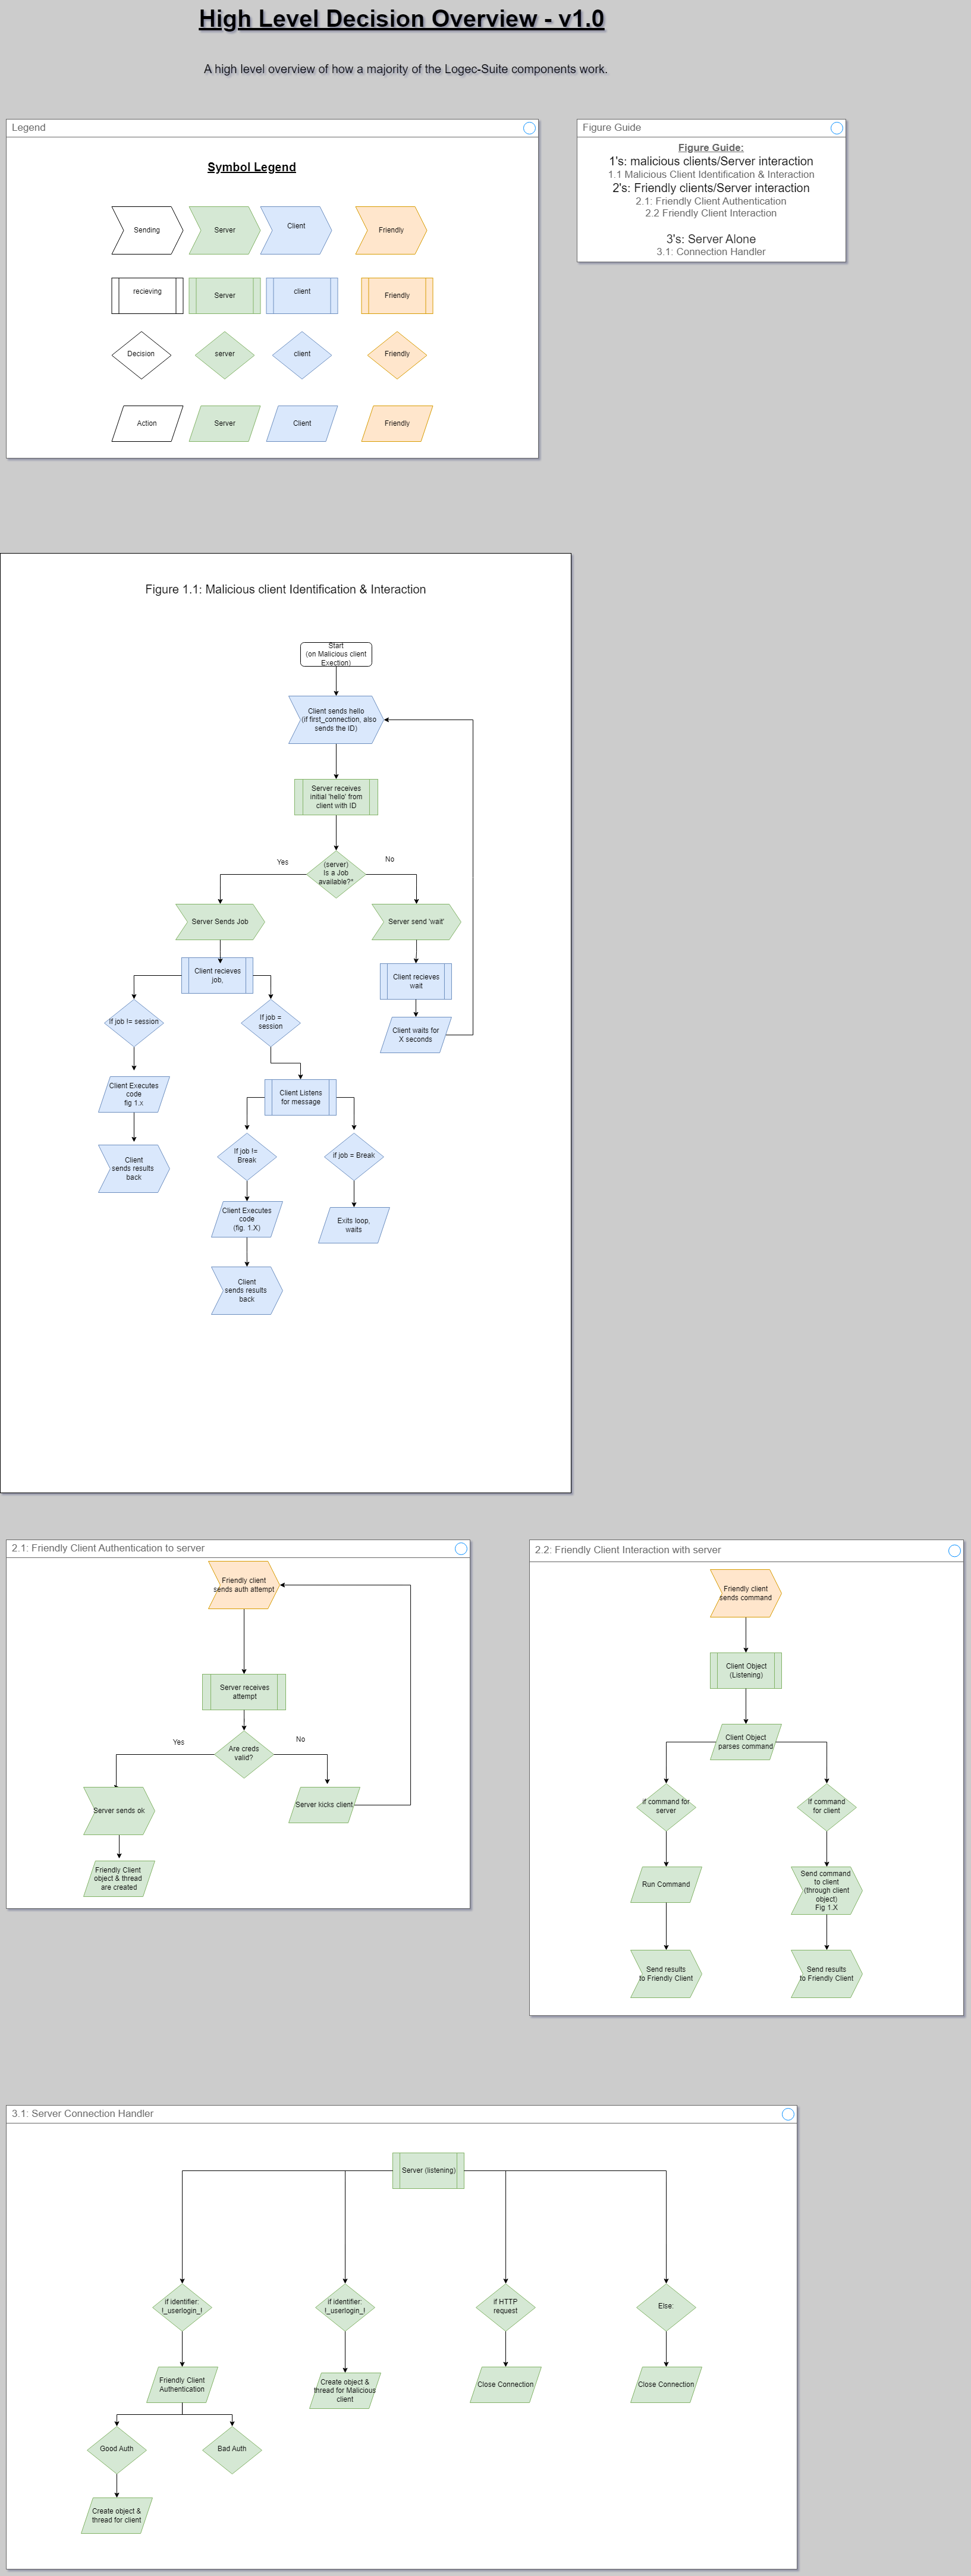 High Level Decision Overview - v1.0
A high level overview of how a majority of the Logec-Suite components work.
Legend
Symbol Legend
Sending
Server
Client
Friendly
recieving
Server
client
Friendly
Decision
server
client
Friendly
Action
Server
Client
Friendly
Figure Guide
Figure Guide:
1's: malicious clients/Server interaction
1.1 Malicious Client Identification & Interaction
2's: Friendly clients/Server interaction
2.1: Friendly Client Authentication
2.2 Friendly Client Interaction
3's: Server Alone
3.1: Connection Handler
Figure 1.1: Malicious client Identification & Interaction
Start
(on Malicious client
Exection)
Client sends hello
(if first_connection, also
sends the ID)
Server receives
initial 'hello' from
client with ID
(server)
Is a Job
available?"
Yes
No
Server Sends Job
Server send 'wait'
Client recieves
job,
Client recieves
wait
If job != session
If job =
session
Client waits for
X seconds
Client Executes
code
fig 1.x
Client Listens
for message
Client
sends results
back
If job !=
Break
if job = Break
Client Executes
code
(fig. 1.X)
Exits loop,
waits
Client
sends results
back
2.1: Friendly Client Authentication to server
Friendly client
sends auth attempt
Server receives
attempt
Are creds
valid?
Yes
No
Server sends ok
Server kicks client
Friendly Client
object & thread
are created
2.2: Friendly Client Interaction with server
Friendly client
sends command
Client Object
(Listening)
Client Object
parses command
if command for
server
If command
for client
Run Command
Send command
to client
(through client
object)
Fig 1.X
Send results
to Friendly Client
Send results
to Friendly Client
3.1: Server Connection Handler
Server (listening)
if identifier:
!_userlogin_!
if identifier:
!_userlogin_!
if HTTP
request
Else:
Friendly Client
Authentication
Create object &
thread for Malicious
client
Close Connection
Close Connection
Good Auth
Bad Auth
Create object &
thread for client